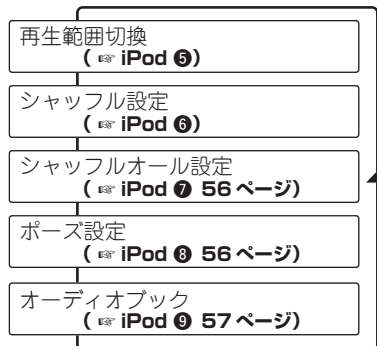 再生範囲切換
( ☞ iPod ❺)
シャッフル設定
( ☞ iPod ❻)
シャッフルオール設定
( ☞ iPod ❼ 56 ページ)
ポーズ設定
( ☞ iPod ❽ 56 ページ)
オーディオブック
( ☞ iPod ❾ 57 ページ)